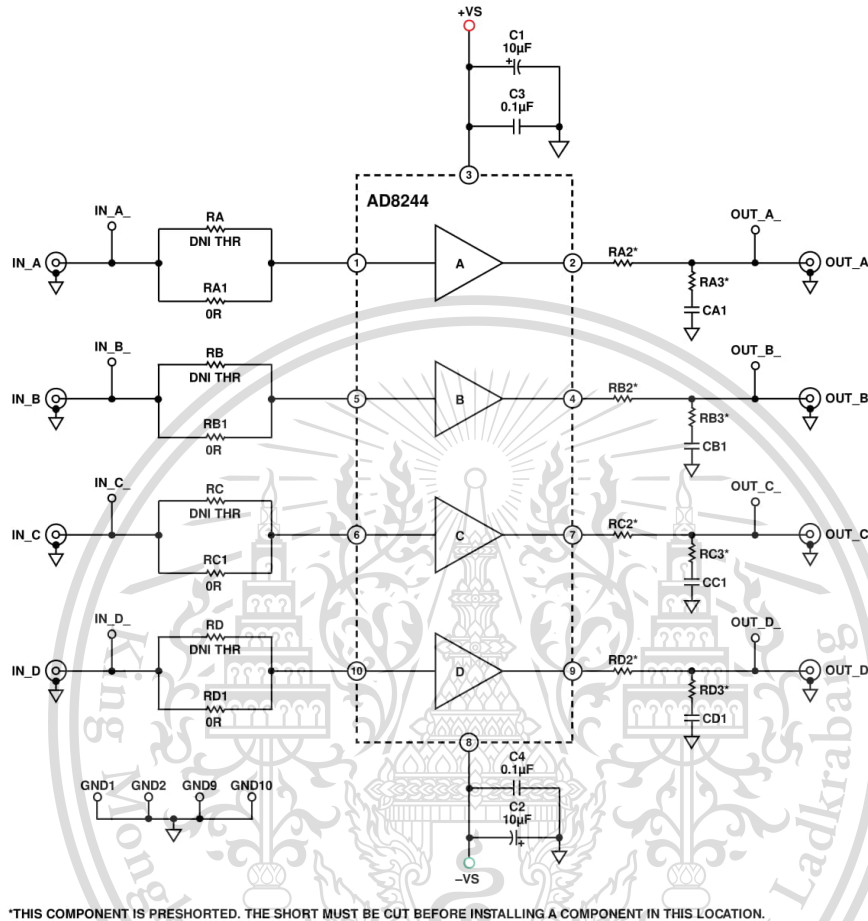 +VS
C1
10µF
+
C3
0.1µF
3
AD8244
IN_A_
RA
DNI THR
IN_A
RA1
0R
1
A
2
RA2*
OUT_A_
OUT_A
RA3*
CA1
IN_B_
RB
DNI THR
IN_B
RB1
0R
5
B
4
RB2*
OUT_B_
OUT_B
RB3*
CB1
IN_C_
RC
DNI THR
IN_C
RC1
0R
6
C
7
RC2*
OUT_C_
OUT_C
RC3*
CC1
IN_D_
RD
DNI THR
IN_D
RD1
0R
10
D
9
RD2*
OUT_D_
OUT_D
RD3*
CD1
8
C4
0.1µF
C2
10µF
+
–VS
GND1 GND2 GND9 GND10
King Mongk
Ladkrabang
*THIS COMPONENT IS PRESHORTED. THE SHORT MUST BE CUT BEFORE INSTALLING A COMPONENT IN THIS LOCATION.